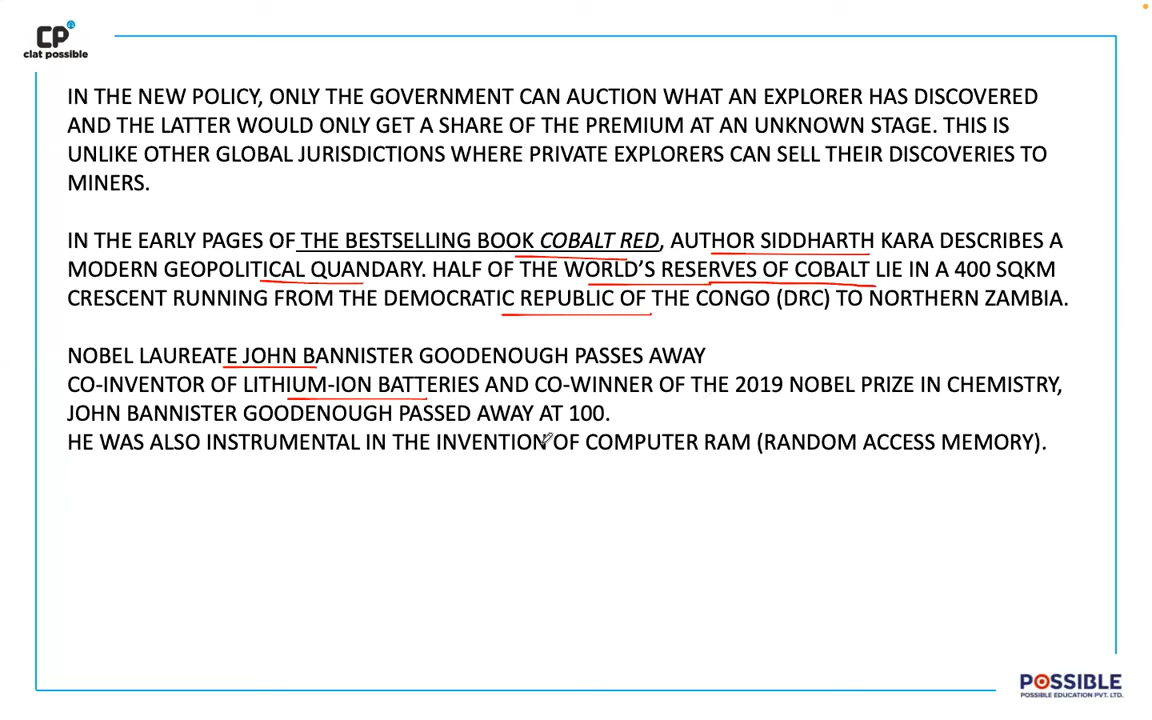 CP
clat possible
IN THE NEW POLICY, ONLY THE GOVERNMENT CAN AUCTION WHAT AN EXPLORER HAS DISCOVERED
AND THE LATTER WOULD ONLY GET A SHARE OF THE PREMIUM AT AN UNKNOWN STAGE. THIS IS
UNLIKE OTHER GLOBAL JURISDICTIONS WHERE PRIVATE EXPLORERS CAN SELL THEIR DISCOVERIES TO
MINERS.
IN THE EARLY PAGES OF THE BESTSELLING BOOK COBALT RED, AUTHOR SIDDHARTH KARA DESCRIBES A
MODERN GEOPOLITICAL QUANDARY. HALF OF THE WORLD'S RESERVES OF COBALT LIE IN A 400 SQKM
CRESCENT RUNNING FROM THE DEMOCRATIC REPUBLIC OF THE CONGO (DRC) TO NORTHERN ZAMBIA.
NOBEL LAUREATE JOHN BANNISTER GOODENOUGH PASSES AWAY
CO-INVENTOR OF LITHIUM-ION BATTERIES AND CO-WINNER OF THE 2019 NOBEL PRIZE IN CHEMISTRY,
JOHN BANNISTER GOODENOUGH PASSED AWAY AT 100.
HE WAS ALSO INSTRUMENTAL IN THE INVENTION OF COMPUTER RAM (RANDOM ACCESS MEMORY).
POSSIBLE
POSSIBLE EDUCATION PVT. LTD.